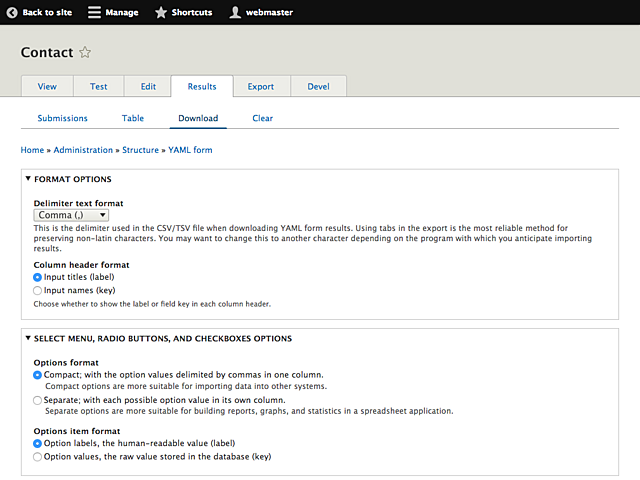 Back to site Manage Shortcuts webmaster
Contact
View Test Edit Results Export Devel
Submissions Table Download Clear
Home » Administration » Structure » YAML form
FORMAT OPTIONS
Delimiter text format
Comma (,)
This is the delimiter used in the CSV/TSV file when downloading YAML form results. Using tabs in the export is the most reliable method for
preserving non-latin characters. You may want to change this to another character depending on the program with which you anticipate importing
results.
Column header format
Input titles (label)
Input names (key)
Choose whether to show the label or field key in each column header.
SELECT MENU, RADIO BUTTONS, AND CHECKBOXES OPTIONS
Options format
Compact; with the option values delimited by commas in one column.
Compact options are more suitable for importing data into other systems.
Separate; with each possible option value in its own column.
Separate options are more suitable for building reports, graphs, and statistics in a spreadsheet application.
Options item format
Option labels, the human-readable value (label)
Option values, the raw value stored in the database (key)